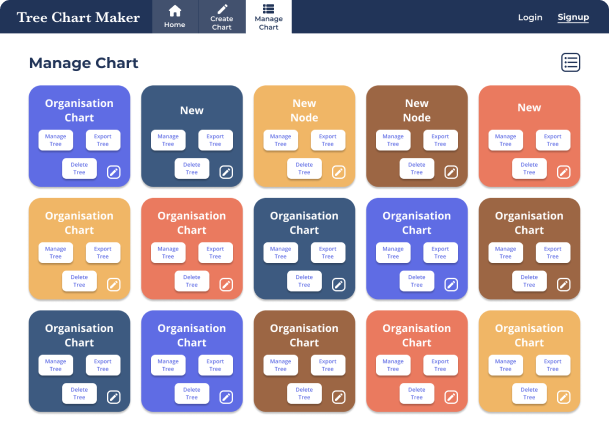 Tree Chart Maker
Home
Create
Chart
Manage
Chart
Login
Signup
Manage Chart
Organisation
Chart
Manage
Tree
Export
Tree
Delete
Tree
New
Manage
Tree
Export
Tree
Delete
Tree
New
Node
Manage
Tree
Export
Tree
Delete
Tree
New
Node
Manage
Tree
Export
Tree
Delete
Tree
New
Manage
Tree
Export
Tree
Delete
Tree
Organisation
Chart
Manage
Tree
Export
Tree
Delete
Tree
Organisation
Chart
Manage
Tree
Export
Tree
Delete
Tree
Organisation
Chart
Manage
Tree
Export
Tree
Delete
Tree
Organisation
Chart
Manage
Tree
Export
Tree
Delete
Tree
Organisation
Chart
Manage
Tree
Export
Tree
Delete
Tree
Organisation
Chart
Manage
Tree
Export
Tree
Delete
Tree
Organisation
Chart
Manage
Tree
Export
Tree
Delete
Tree
Organisation
Chart
Manage
Tree
Export
Tree
Delete
Tree
Organisation
Chart
Manage
Tree
Export
Tree
Delete
Tree
Organisation
Chart
Manage
Tree
Export
Tree
Delete
Tree